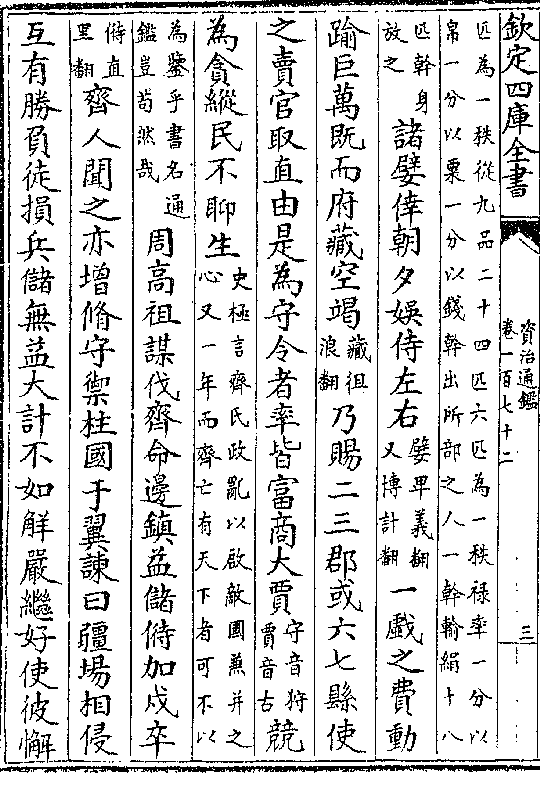 欽定四庫全書
資治通鑑
卷一百七十二
三
匹為一秩從九品二十四匹六匹為一秩禄率一分以
帛一分以粟一分以錢幹出所部之人一幹輸絹十八
匹幹身
放之
諸嬖倖朝夕娛侍左右
嬖卑義翻
又博計翻
一戲之費動
踰巨萬既而府藏空竭
藏徂
浪翻
乃賜二三郡或六七縣使
之賣官取直由是為守令者率皆富商大賈
守音狩
賈音古
競
為貪縱民不聊生
史極言齊民政亂以啟敵國兼并之
心又一年而齊亡有天下者可不以
為鑒乎書名通
鑑豈苟然哉
周高祖謀伐齊命邊鎮益儲偫加戍卒
偫直
里翻
齊人聞之亦增脩守禦柱國于翼諫曰疆埸相侵
互有勝負徒損兵儲無益大計不如解嚴繼好使彼懈